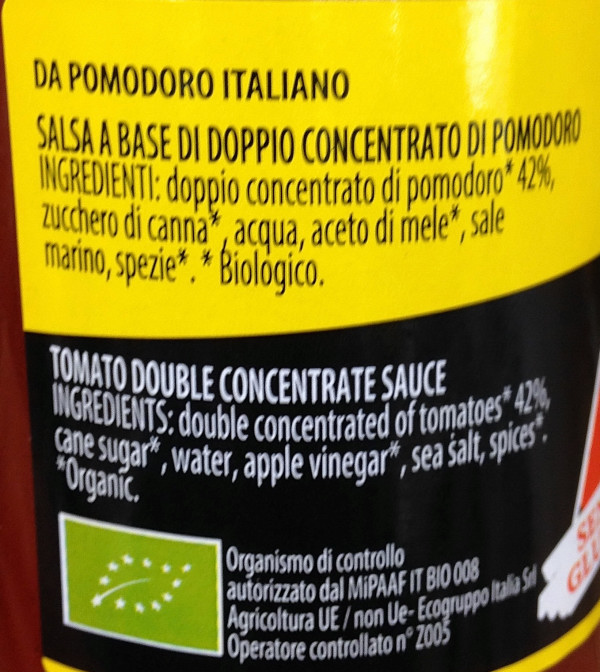 DA POMODORO ITALIANO
SALSA A BASE DI DOPPIO CONCENTRATO DI POMODORO
INGREDIENTI: doppio concentrato di pomodoro* 42%,
zucchero di canna*, acqua, aceto di mele*, sale
marino, spezie*. * Biologico.
TOMATO DOUBLE CONCENTRATE SAUCE
INGREDIENTS: double concentrated of tomatoes* 42%,
cane sugar*, water, apple vinegar*, sea salt, spices*.
*Organic.
Organismo di controllo
autorizzato dal MiPAAF IT BIO 008
Agricoltura UE / non Ue- Ecogruppo Italia Srl
Operatore controllato n° Z005